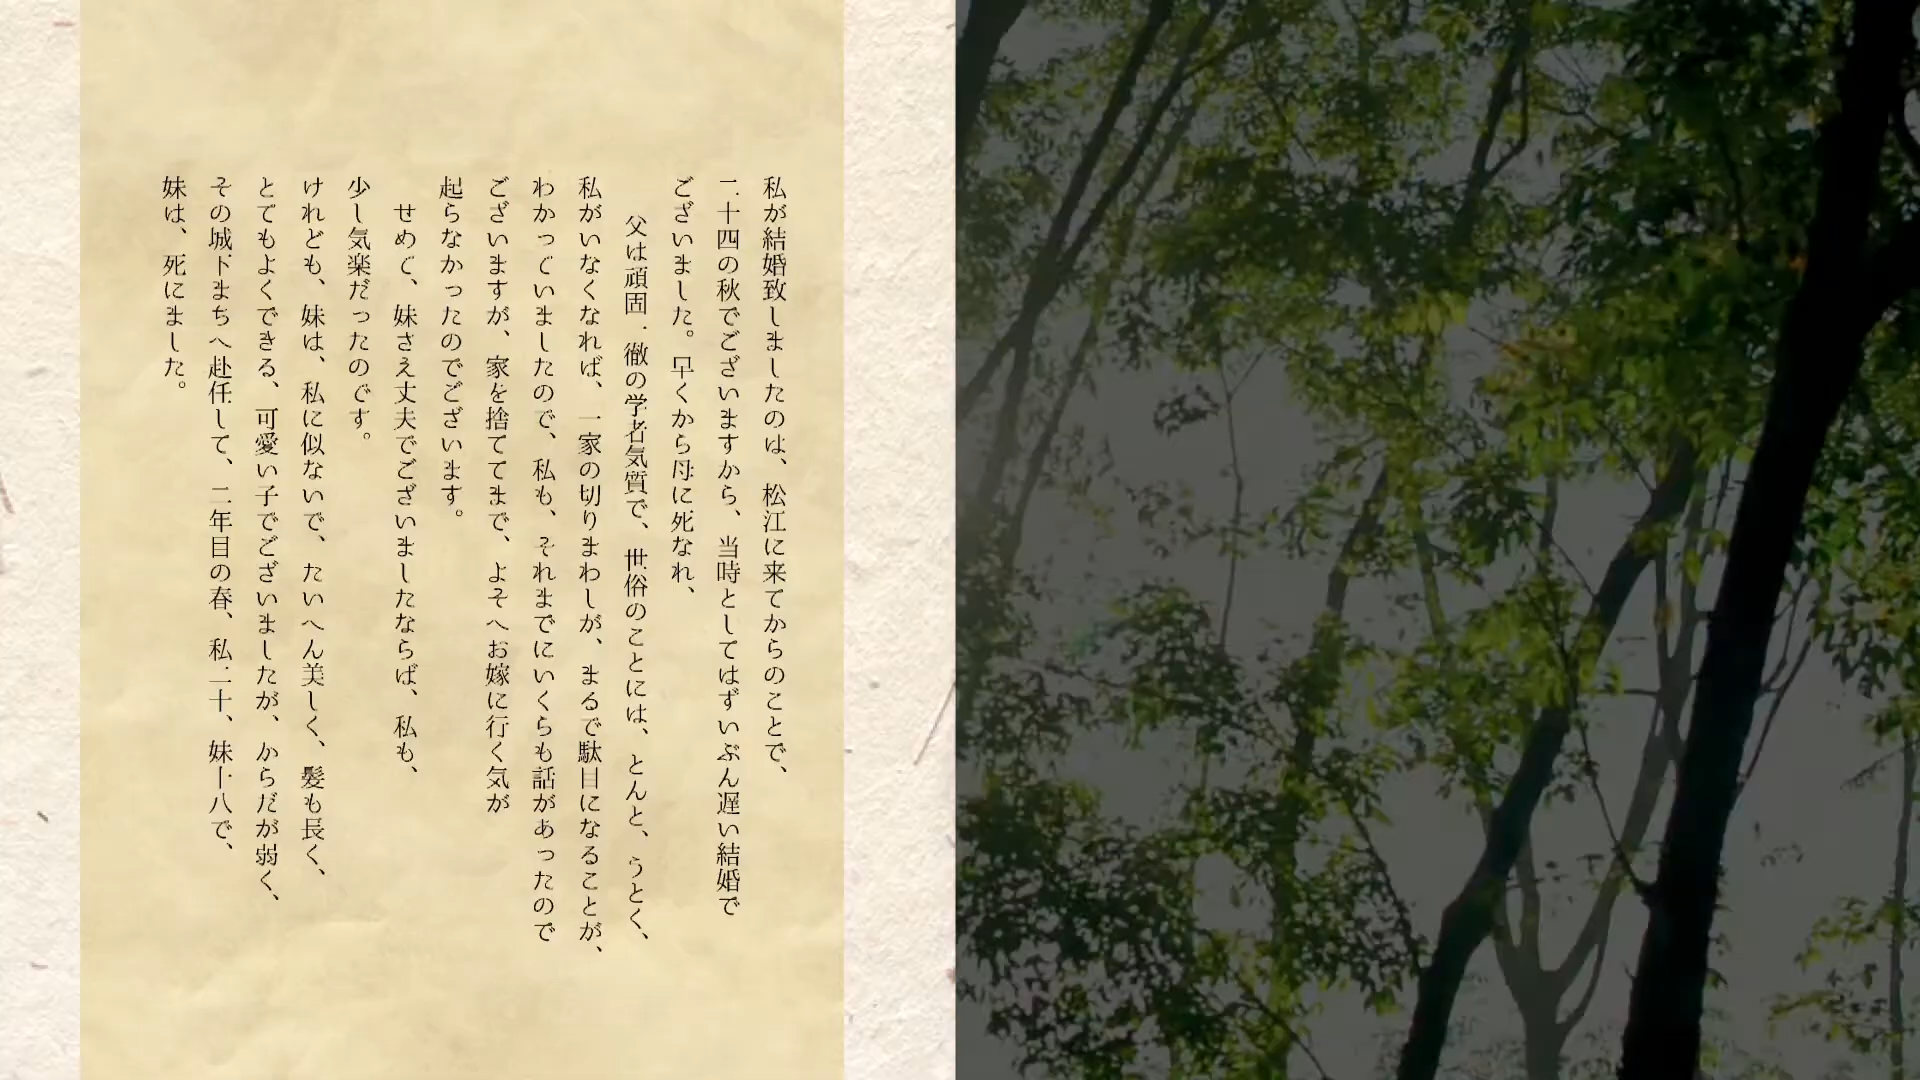 私が結婚致しましたのは、松江に来てからのことで、
二十四の秋でございますから、当時としてはずいぶん遅い結婚で
ございました。早くから母に死なれ、
父は頑固一徹の学者気質で、世俗のことには、とんと、うとく、
私がいなくなれば、一家の切りまわしが、まるで駄目になることが、
わかっていましたので、私も、それまでにいくらも話があったので
ございますが、家を捨ててまで、よそへお嫁に行く気が
起らなかったのでございます。
せめて、妹さえ丈夫でございましたならば、私も、
少し気楽だったのです。
けれども、妹は、私に似ないで、たいへん美しく、髪も長く、
とてもよくできる、可愛い子でございましたが、からだが弱く、
その城下まちへ赴任して、二年目の春、私二十、妹十八で、
妹は、死にました。